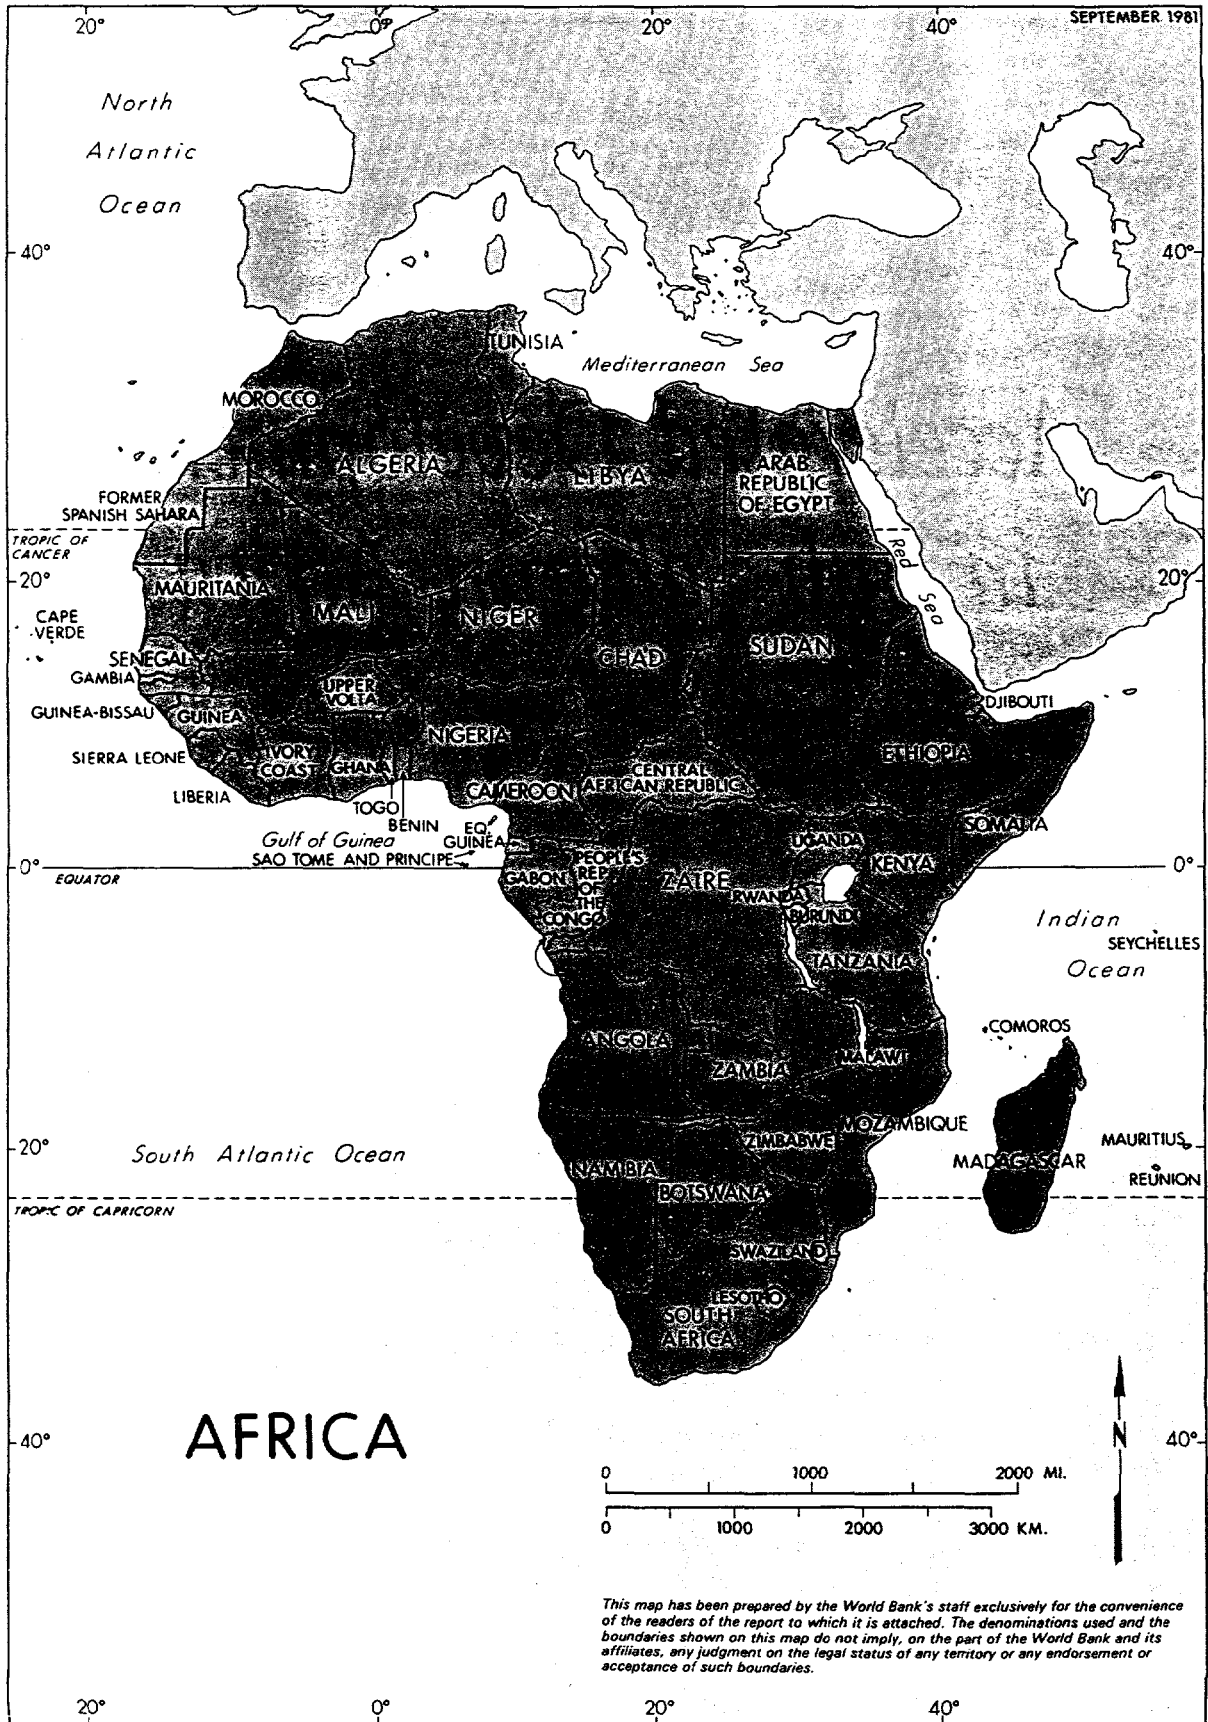 SEPTEMBER 1981
20°
0°
20°
40°
North
Atlantic
Ocean
40°
40°
TUNISIA
Mediterranean Sea
MOROCCO
ALGERIA
LIBYA
ARAB
REPUBLIC
OF EGYPT
FORMER
SPANISH SAHARA
TROPIC OF
CANCER
Red
Sea
20°
20°
MAURITANIA
MALI
NIGER
CAPE
VERDE
SUDAN
CHAD
SENEGAL
GAMBIA
UPPER
VOLTA
DJIBOUTI
GUINEA-BISSAU
GUINEA
NIGERIA
ETHIOPIA
SIERRA LEONE
IVORY
COAST
GHANA
CENTRAL
AFRICAN REPUBLIC
LIBERIA
CAMEROON
TOGO
BENIN
SOMALIA
EQ.
GUINEA
Gulf of Guinea
UGANDA
SAO TOME AND PRINCIPE
PEOPLE'S
REP.
OF
THE
CONGO
KENYA
0°
0°
EQUATOR
GABON
ZAIRE
RWANDA
BURUNDI
Indian
Ocean
SEYCHELLES
TANZANIA
COMOROS
ANGOLA
MALAWI
ZAMBIA
MOZAMBIQUE
ZIMBABWE
MAURITIUS
20°
20°
South Atlantic Ocean
NAMIBIA
MADAGASCAR
REUNION
BOTSWANA
TROPIC OF CAPRICORN
SWAZILAND
LESOTHO
SOUTH
AFRICA
AFRICA
N
40°
40°
0 1000 2000 MI.
0 1000 2000 3000 KM.
This map has been prepared by the World Bank's staff exclusively for the convenience
of the readers of the report to which it is attached. The denominations used and the
boundaries shown on this map do not imply, on the part of the World Bank and its
affiliates, any judgment on the legal status of any territory or any endorsement or
acceptance of such boundaries.
20°
0°
20°
40°